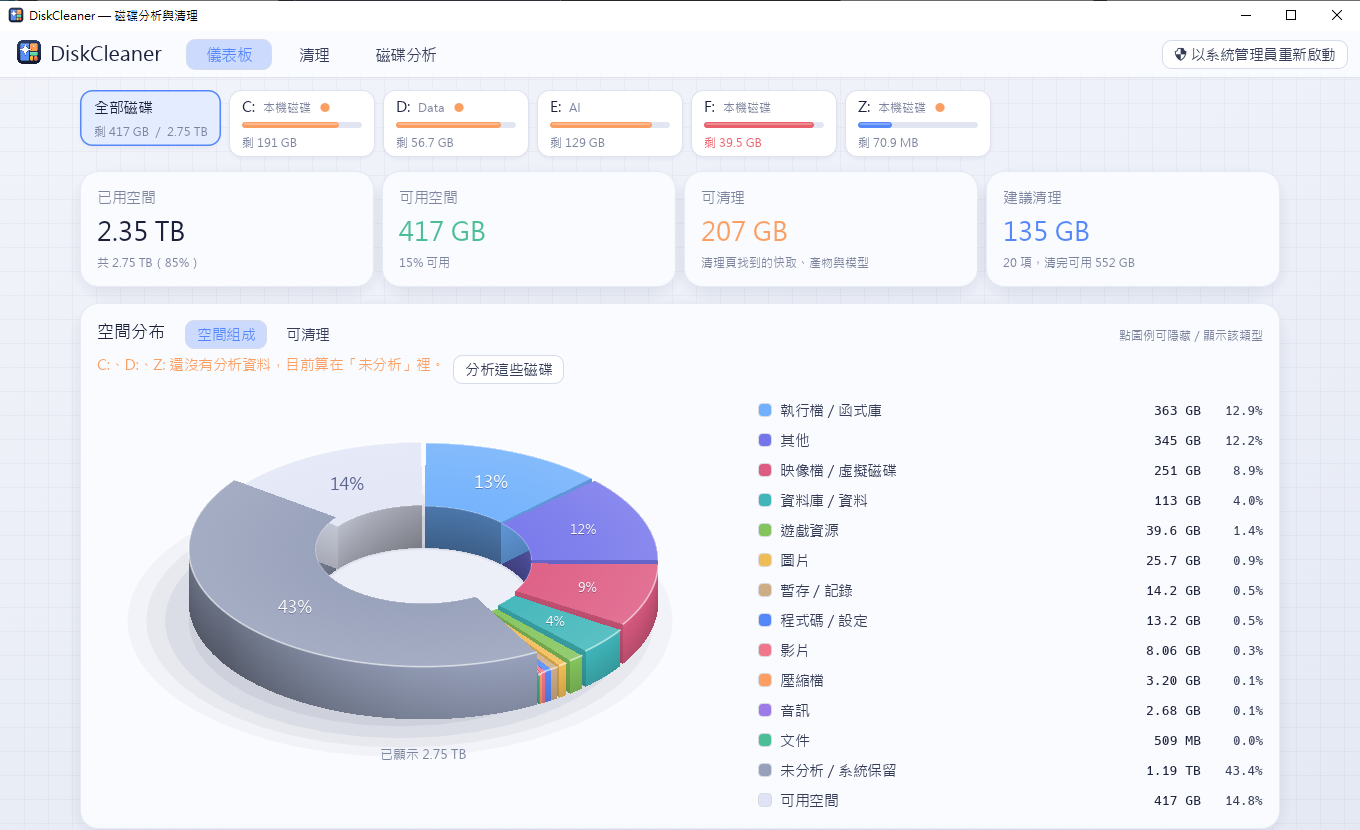 DiskCleaner — 磁碟分析與清理
DiskCleaner 儀表板 清理 磁碟分析 以系統管理員重新啟動
全部磁碟
剩 417 GB / 2.75 TB
C: 本機磁碟
剩 191 GB
D: Data
剩 56.7 GB
E: AI
剩 129 GB
F: 本機磁碟
剩 39.5 GB
Z: 本機磁碟
剩 70.9 MB
已用空間
2.35 TB
共 2.75 TB ( 85% )
可用空間
417 GB
15% 可用
可清理
207 GB
清理頁找到的快取、產物與模型
建議清理
135 GB
20 項，清完可用 552 GB
空間分布 空間組成 可清理 點圖例可隱藏 / 顯示該類型
C:、D:、Z: 還沒有分析資料，目前算在「未分析」裡。 分析這些磁碟
14%
13%
12%
9%
4%
43%
已顯示 2.75 TB
執行檔 / 函式庫 363 GB 12.9%
其他 345 GB 12.2%
映像檔 / 虛擬磁碟 251 GB 8.9%
資料庫 / 資料 113 GB 4.0%
遊戲資源 39.6 GB 1.4%
圖片 25.7 GB 0.9%
暫存 / 記錄 14.2 GB 0.5%
程式碼 / 設定 13.2 GB 0.5%
影片 8.06 GB 0.3%
壓縮檔 3.20 GB 0.1%
音訊 2.68 GB 0.1%
文件 509 MB 0.0%
未分析 / 系統保留 1.19 TB 43.4%
可用空間 417 GB 14.8%